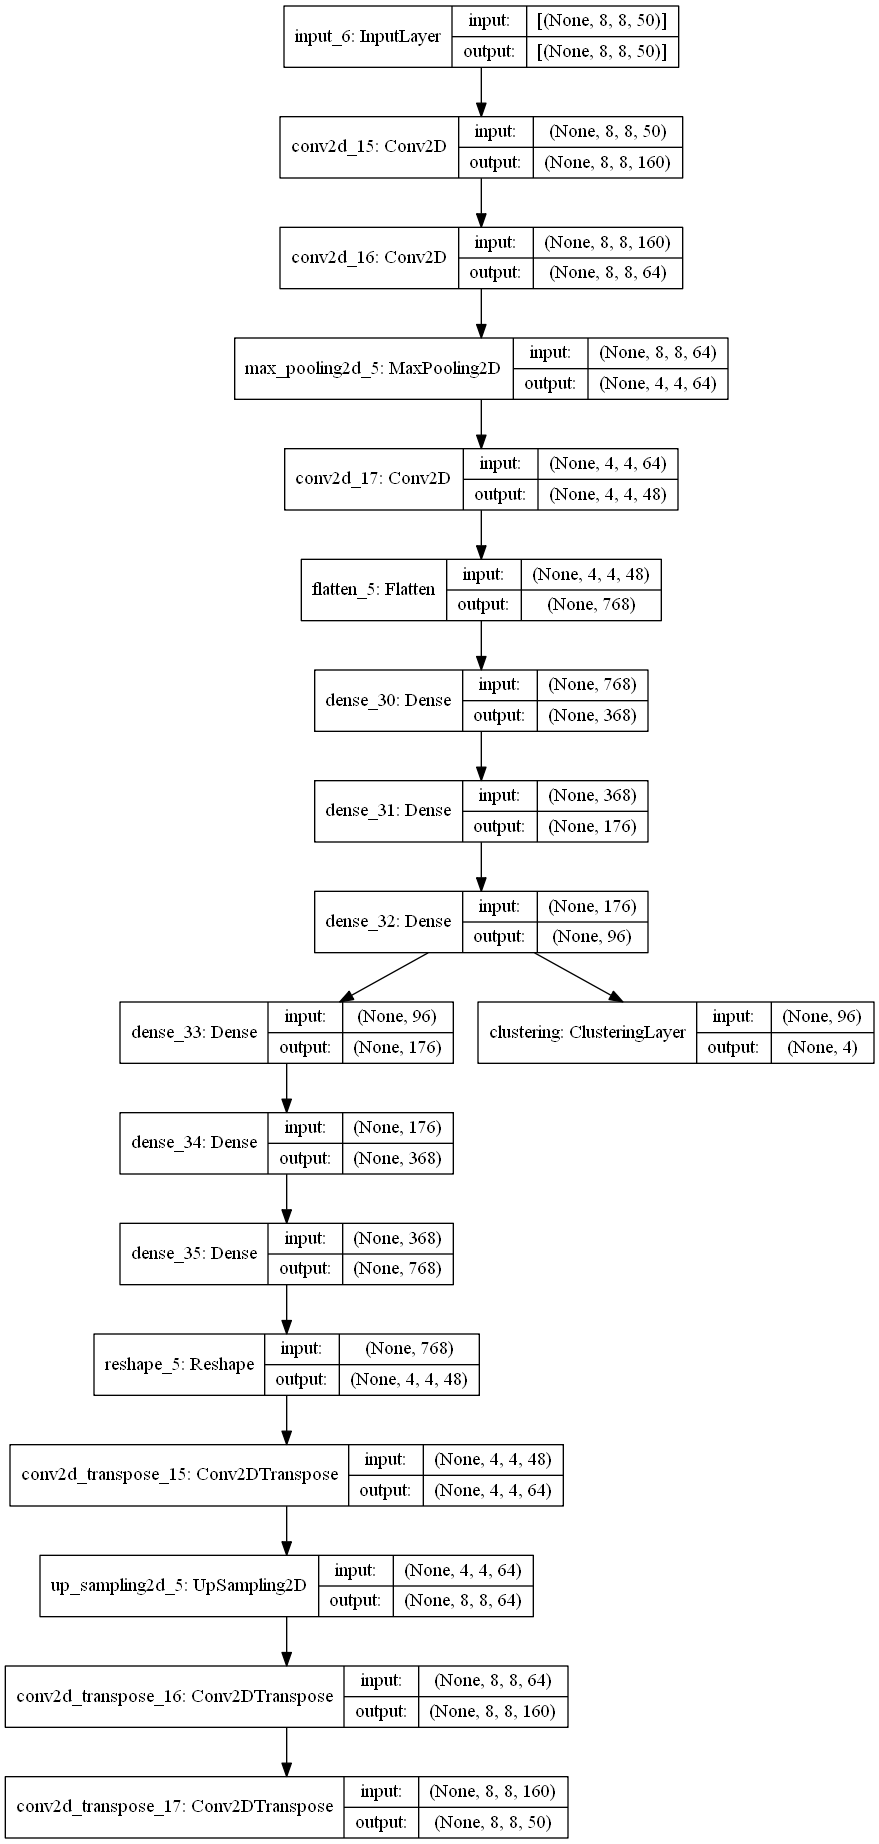 input_6: InputLayer
input: [(None, 8, 8, 50)]
output: [(None, 8, 8, 50)]
conv2d_15: Conv2D
input: (None, 8, 8, 50)
output: (None, 8, 8, 160)
conv2d_16: Conv2D
input: (None, 8, 8, 160)
output: (None, 8, 8, 64)
max_pooling2d_5: MaxPooling2D
input: (None, 8, 8, 64)
output: (None, 4, 4, 64)
conv2d_17: Conv2D
input: (None, 4, 4, 64)
output: (None, 4, 4, 48)
flatten_5: Flatten
input: (None, 4, 4, 48)
output: (None, 768)
dense_30: Dense
input: (None, 768)
output: (None, 368)
dense_31: Dense
input: (None, 368)
output: (None, 176)
dense_32: Dense
input: (None, 176)
output: (None, 96)
dense_33: Dense
input: (None, 96)
output: (None, 176)
clustering: ClusteringLayer
input: (None, 96)
output: (None, 4)
dense_34: Dense
input: (None, 176)
output: (None, 368)
dense_35: Dense
input: (None, 368)
output: (None, 768)
reshape_5: Reshape
input: (None, 768)
output: (None, 4, 4, 48)
conv2d_transpose_15: Conv2DTranspose
input: (None, 4, 4, 48)
output: (None, 4, 4, 64)
up_sampling2d_5: UpSampling2D
input: (None, 4, 4, 64)
output: (None, 8, 8, 64)
conv2d_transpose_16: Conv2DTranspose
input: (None, 8, 8, 64)
output: (None, 8, 8, 160)
conv2d_transpose_17: Conv2DTranspose
input: (None, 8, 8, 160)
output: (None, 8, 8, 50)